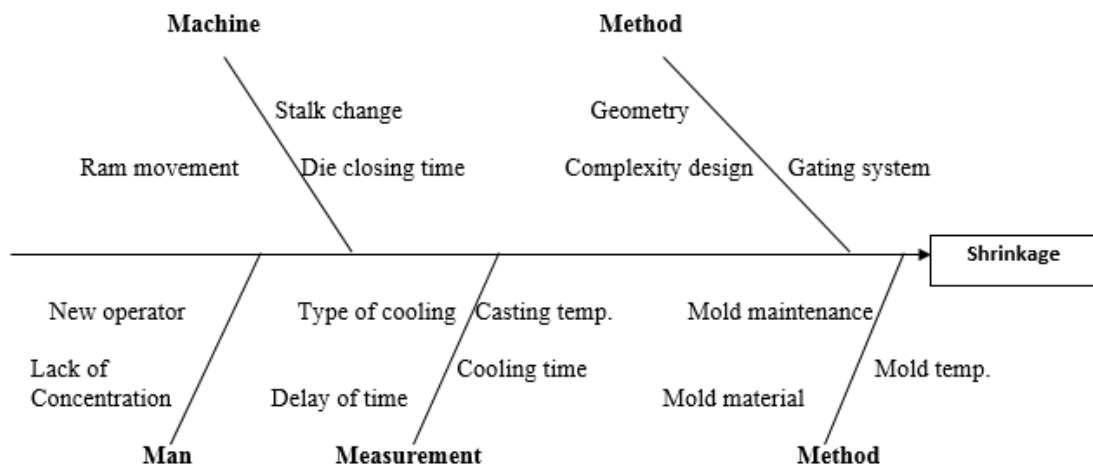 Machine
Method
Stalk change
Geometry
Ram movement
Die closing time
Complexity design
Gating system
Shrinkage
New operator
Type of cooling
Casting temp.
Mold maintenance
Lack of
Concentration
Cooling time
Mold temp.
Delay of time
Mold material
Man
Measurement
Method